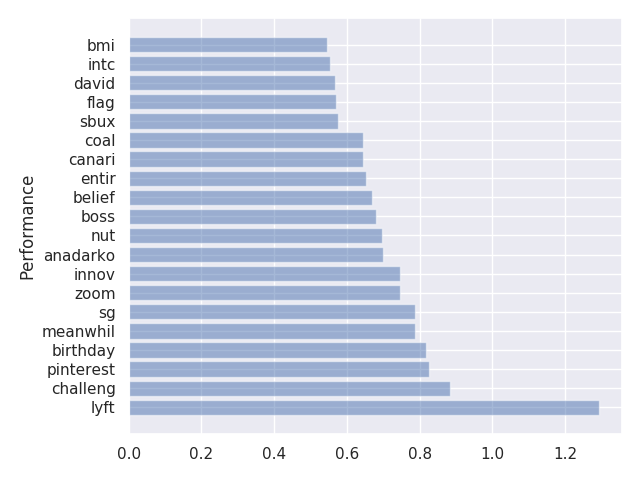 bmi
intc
david
flag
sbux
coal
canari
entir
belief
boss
nut
anadarko
innov
zoom
sg
meanwhil
birthday
pinterest
challeng
lyft
Performance
0.0 0.2 0.4 0.6 0.8 1.0 1.2